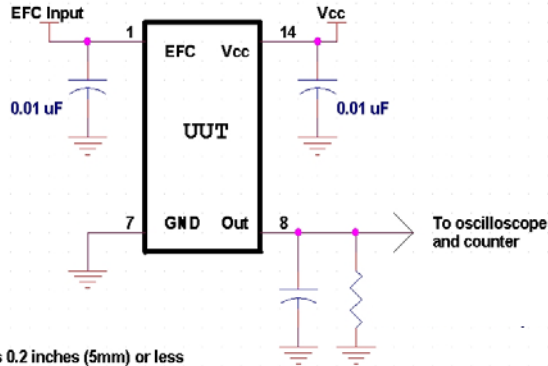 EFC Input
Vcc
1
14
EFC
Vcc
0.01 uF
0.01 uF
UUT
7
GND
Out
8
To oscilloscope
and counter
0.2 inches (5mm) or less